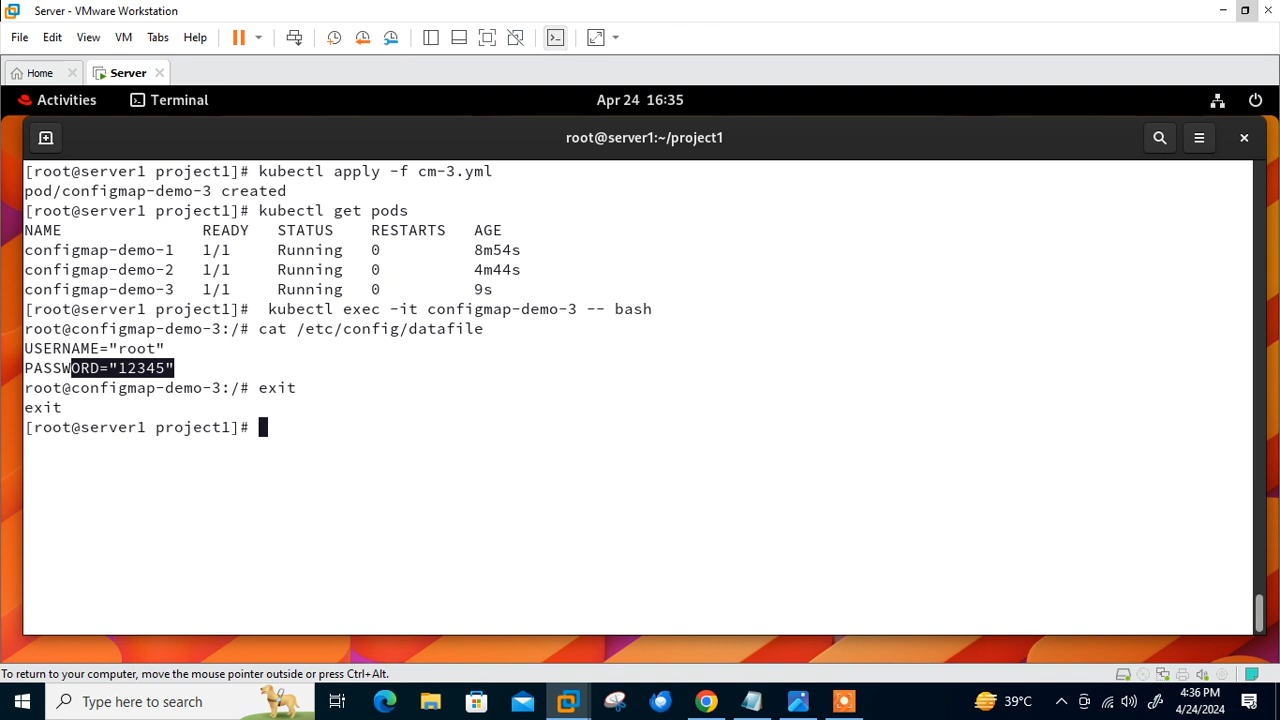 Server - VMware Workstation
File Edit View VM Tabs Help
Home Server
Activities Terminal Apr 24 16:35
root@server1:~/project1
[root@server1 project1]# kubectl apply -f cm-3.yml
pod/configmap-demo-3 created
[root@server1 project1]# kubectl get pods
NAME READY STATUS RESTARTS AGE
configmap-demo-1 1/1 Running 0 8m54s
configmap-demo-2 1/1 Running 0 4m44s
configmap-demo-3 1/1 Running 0 9s
[root@server1 project1]#  kubectl exec -it configmap-demo-3 -- bash
root@configmap-demo-3:/# cat /etc/config/datafile
USERNAME="root"
PASSWORD="12345"
root@configmap-demo-3:/# exit
exit
[root@server1 project1]#
To return to your computer, move the mouse pointer outside or press Ctrl+Alt.
Type here to search
39°C
4:36 PM
4/24/2024